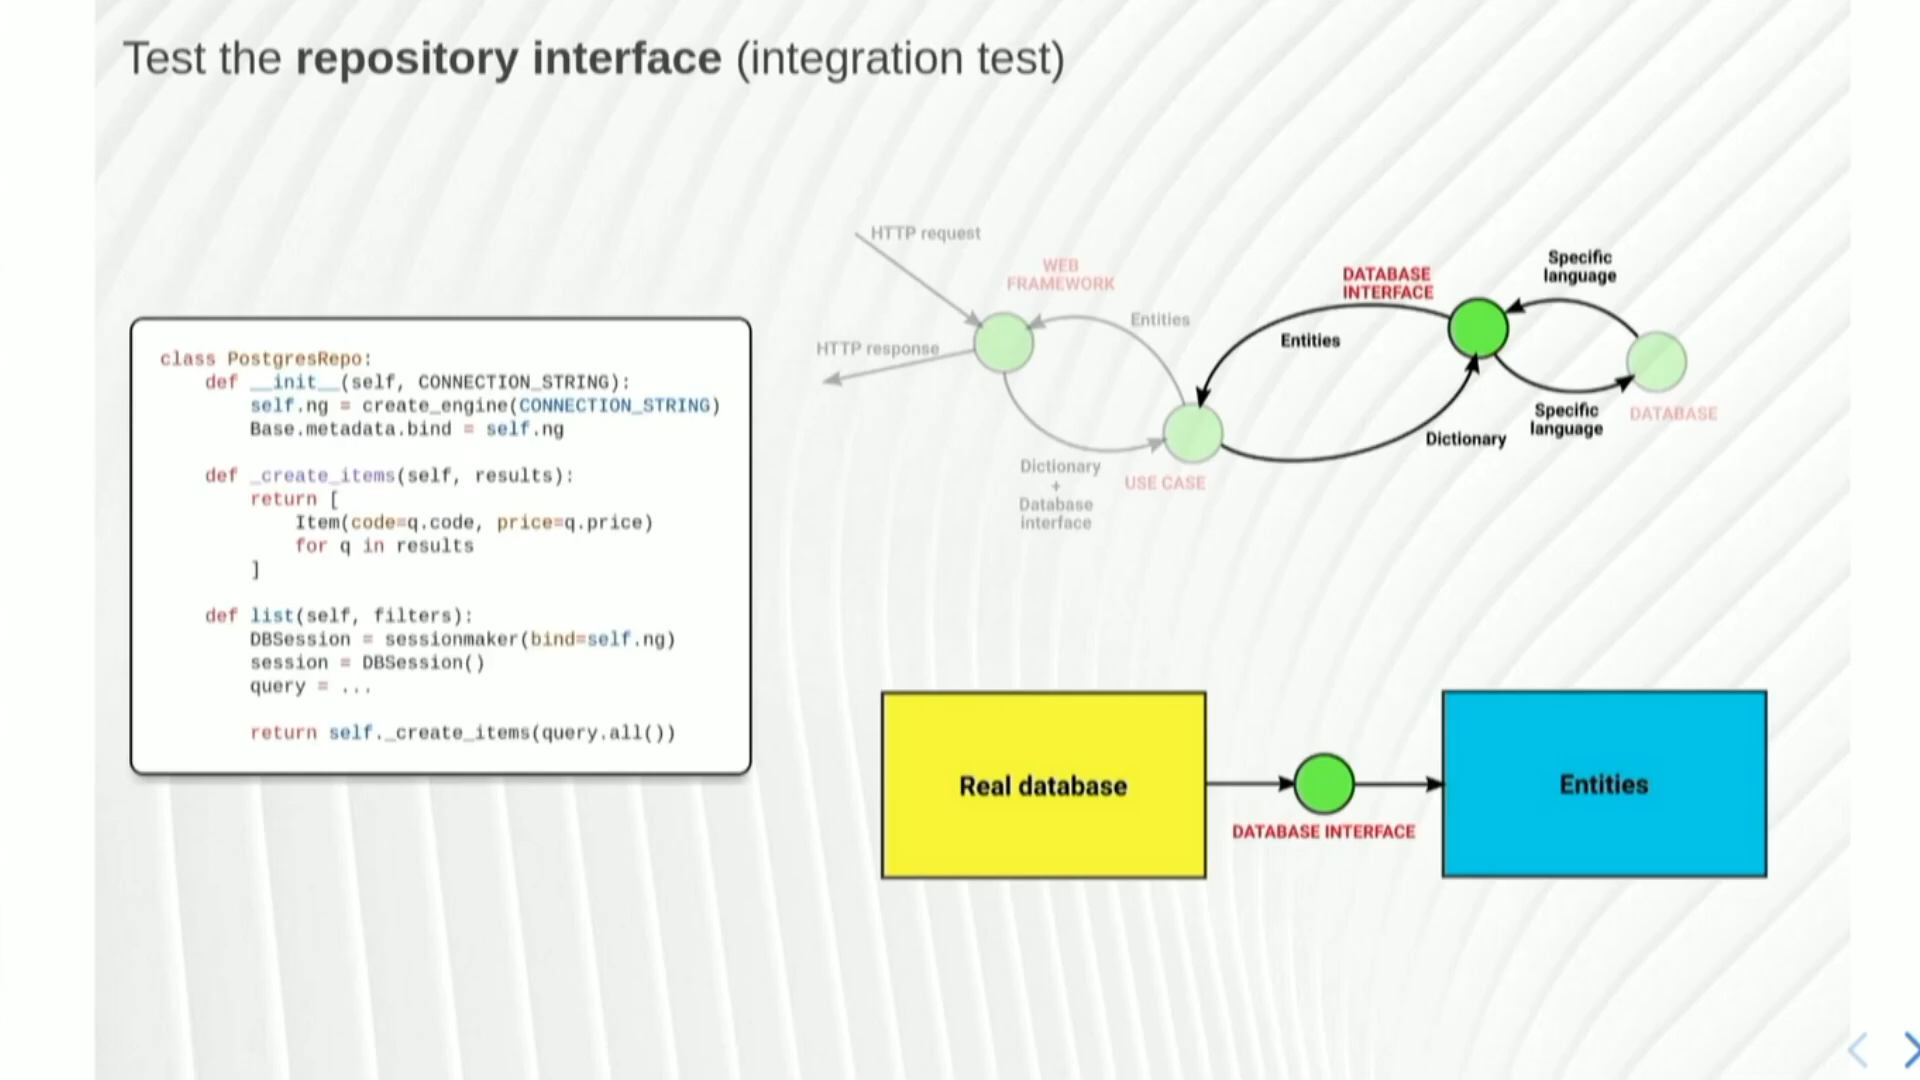 Test the repository interface (integration test)
class PostgresRepo:
    def __init__(self, CONNECTION_STRING):
        self.ng = create_engine(CONNECTION_STRING)
        Base.metadata.bind = self.ng
    def _create_items(self, results):
        return [
            Item(code=q.code, price=q.price)
            for q in results
        ]
    def list(self, filters):
        DBSession = sessionmaker(bind=self.ng)
        session = DBSession()
        query = ...
        return self._create_items(query.all())
HTTP request
WEB
FRAMEWORK
HTTP response
Entities
Dictionary
+
Database
interface
USE CASE
DATABASE
INTERFACE
Entities
Dictionary
Specific
language
Specific
language
DATABASE
Real database
DATABASE INTERFACE
Entities